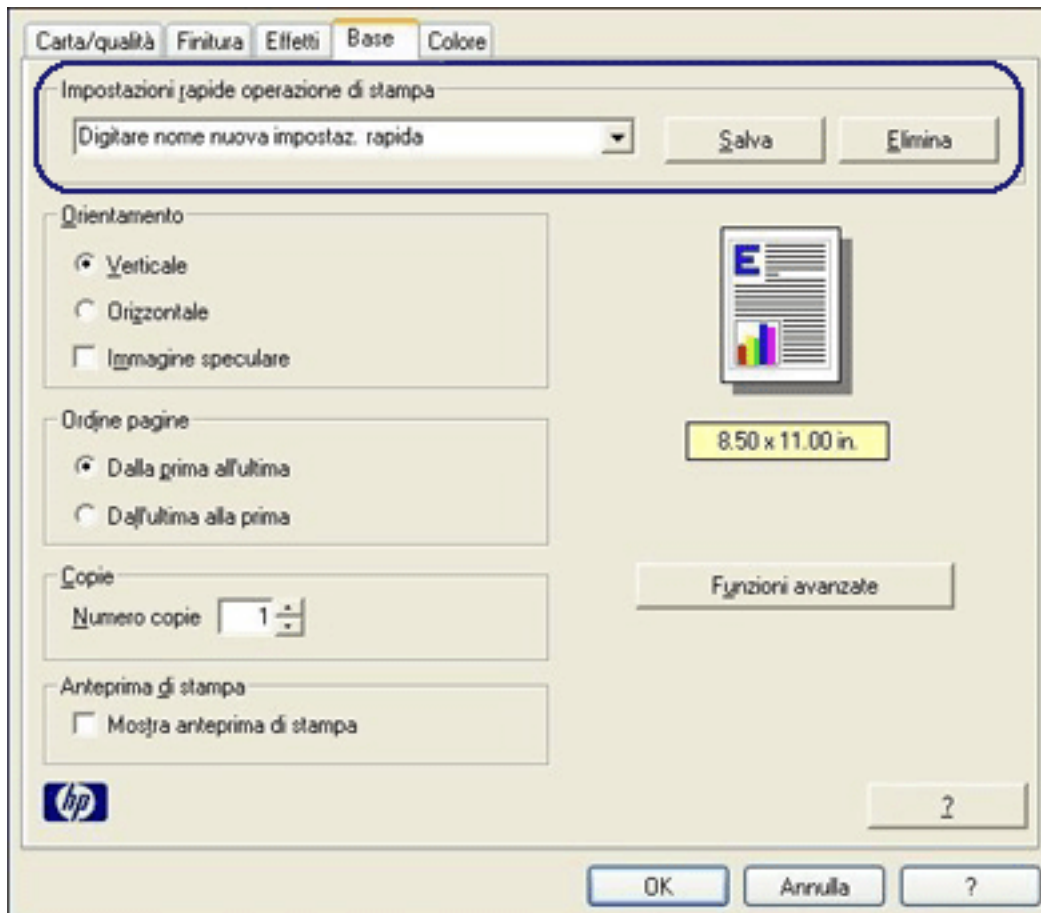 Carta/qualità Finitura Effetti Base Colore
Impostazioni rapide operazione di stampa
Digitare nome nuova impostaz. rapida Salva Elimina
Orientamento
Verticale
Orizzontale
Immagine speculare
E
Ordine pagine
Dalla prima all'ultima
Dall'ultima alla prima
8.50 x 11.00 in.
Copie
Numero copie 1
Funzioni avanzate
Anteprima di stampa
Mostra anteprima di stampa
hp
?
OK Annulla ?